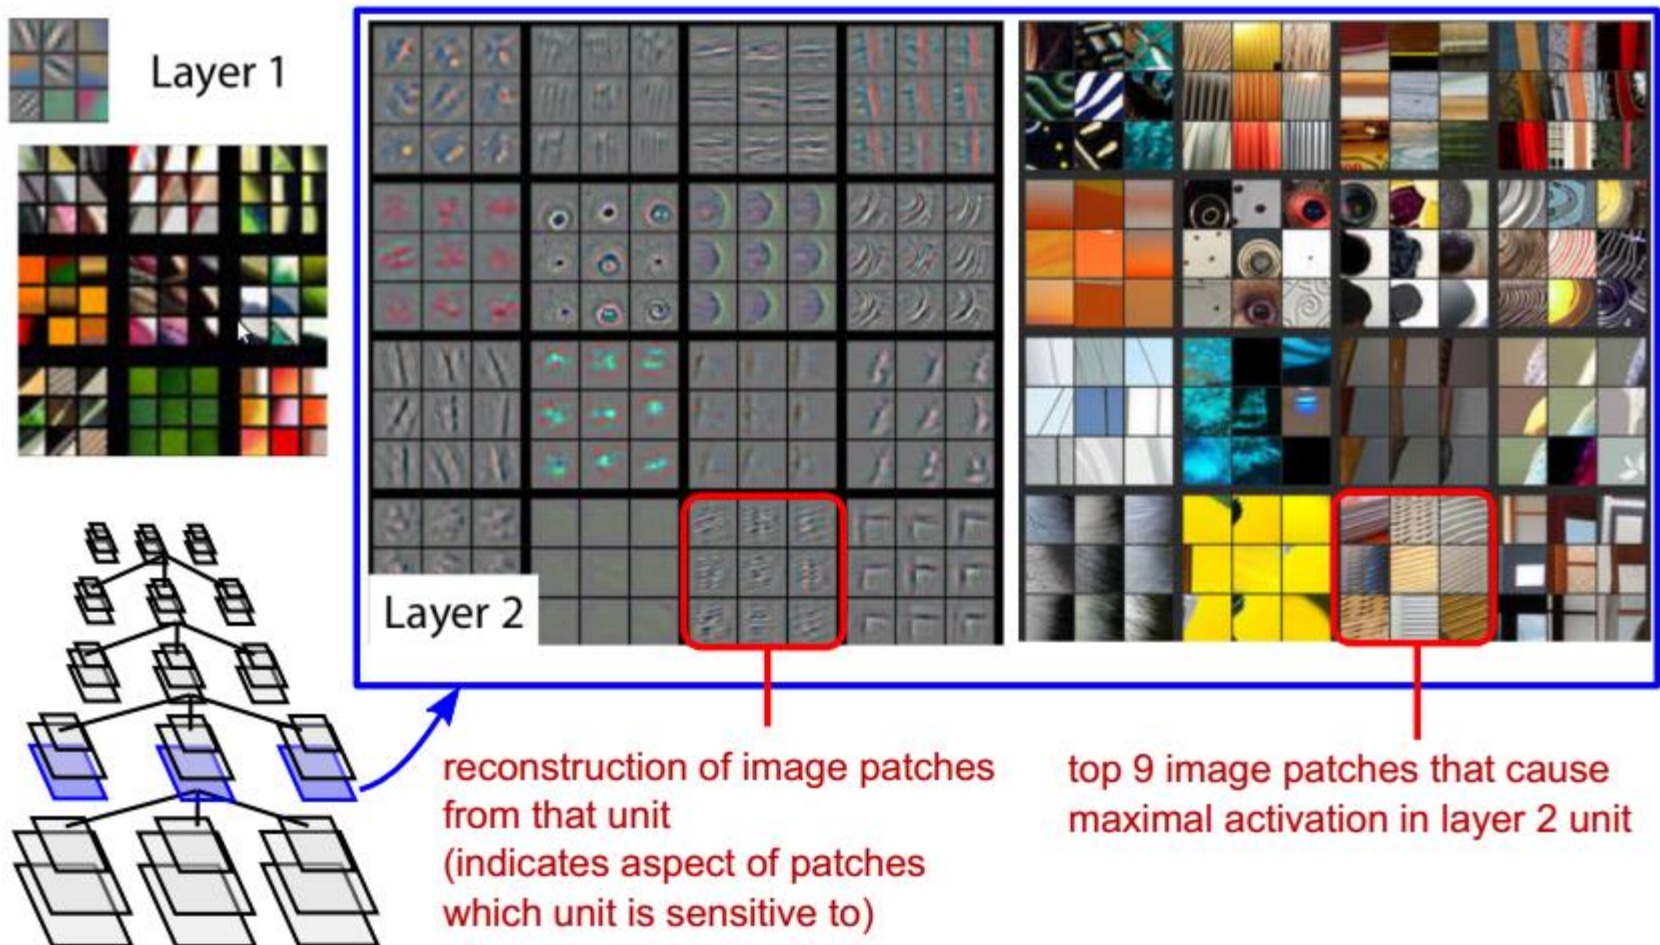 Layer 1
Layer 2
reconstruction of image patches
from that unit
(indicates aspect of patches
which unit is sensitive to)
top 9 image patches that cause
maximal activation in layer 2 unit